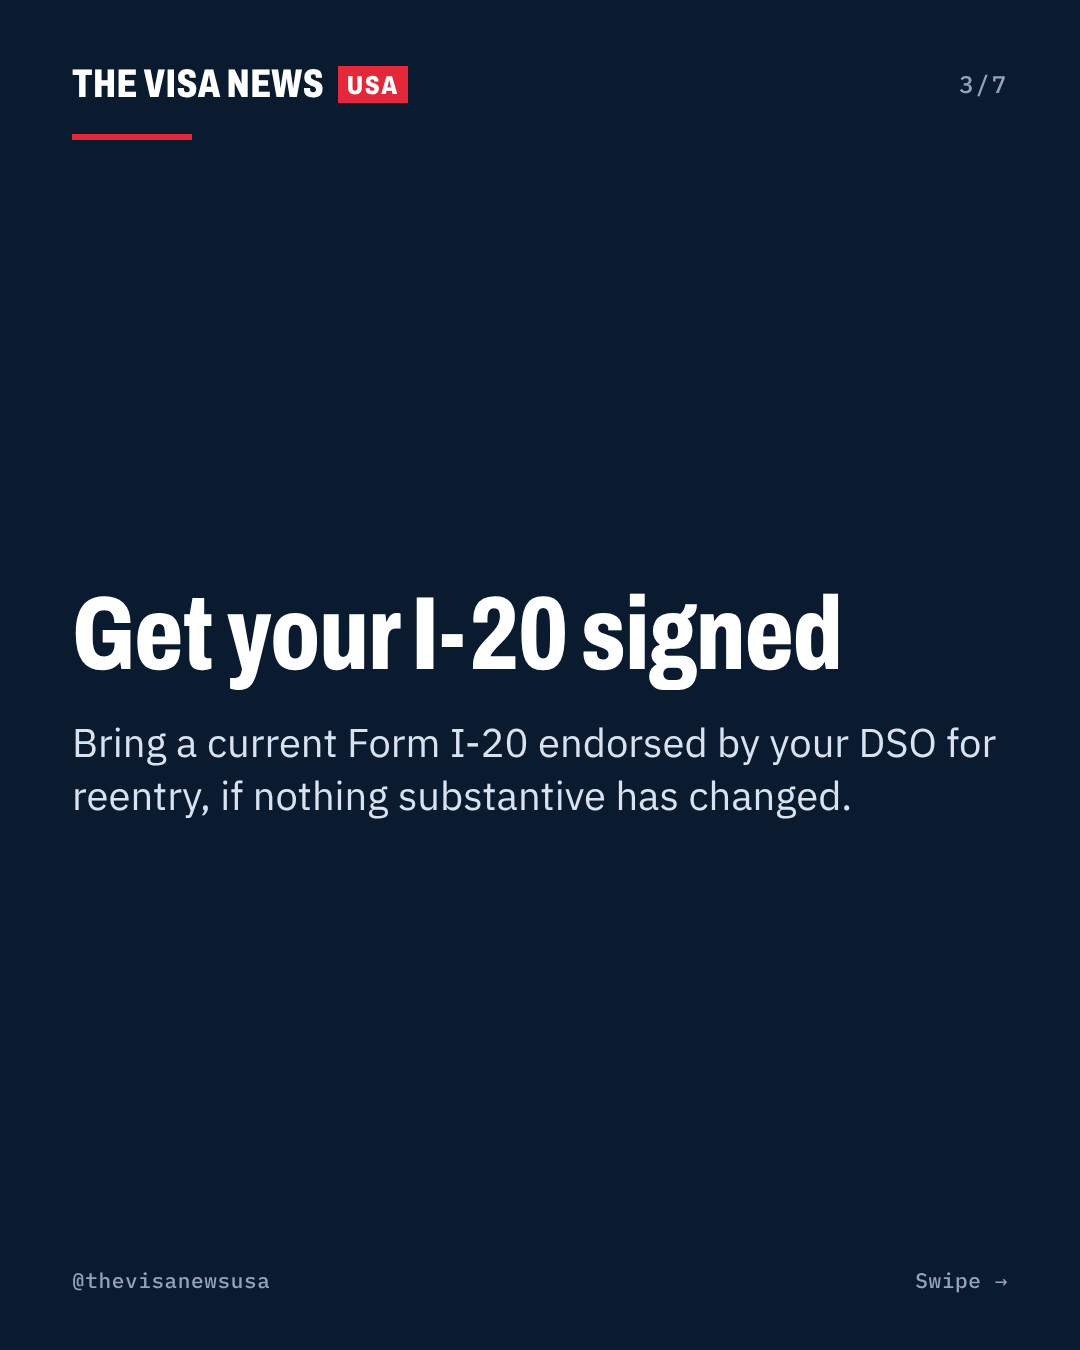 THE VISA NEWS USA
3/7
Get your I-20 signed
Bring a current Form I-20 endorsed by your DSO for
reentry, if nothing substantive has changed.
@thevisanewsusa
Swipe →